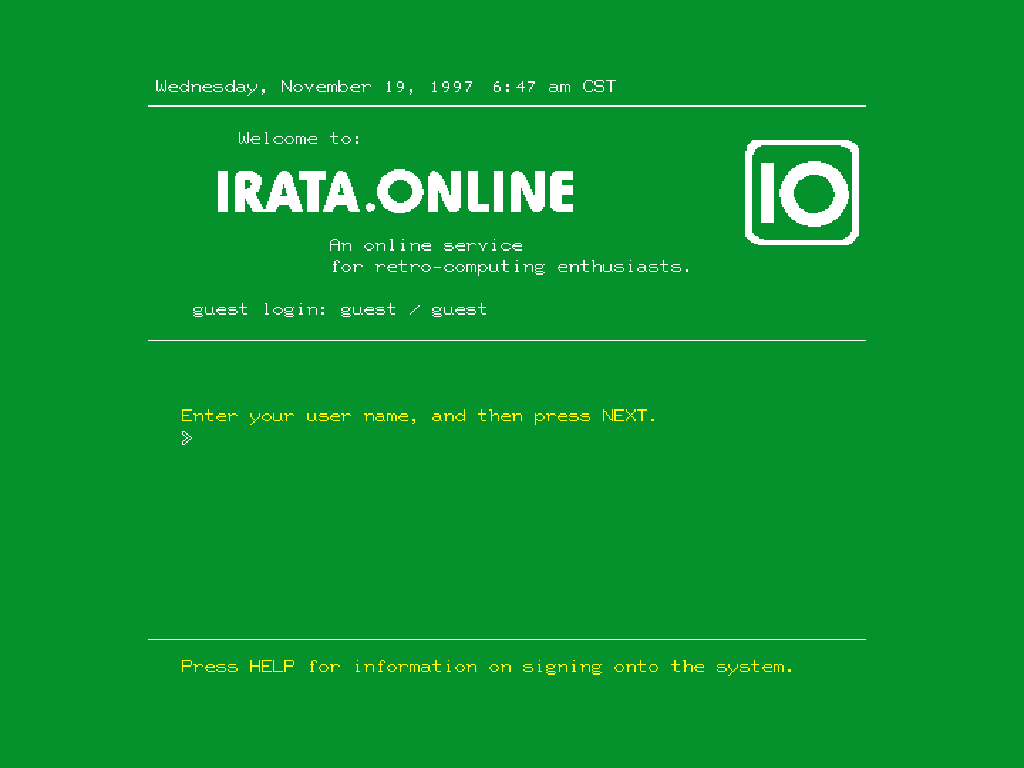 Wednesday, November 19, 1997  6:47 am CST
Welcome to:
IRATA.ONLINE
IO
An online service
for retro-computing enthusiasts.
guest login: guest / guest
Enter your user name, and then press NEXT.
>
Press HELP for information on signing onto the system.